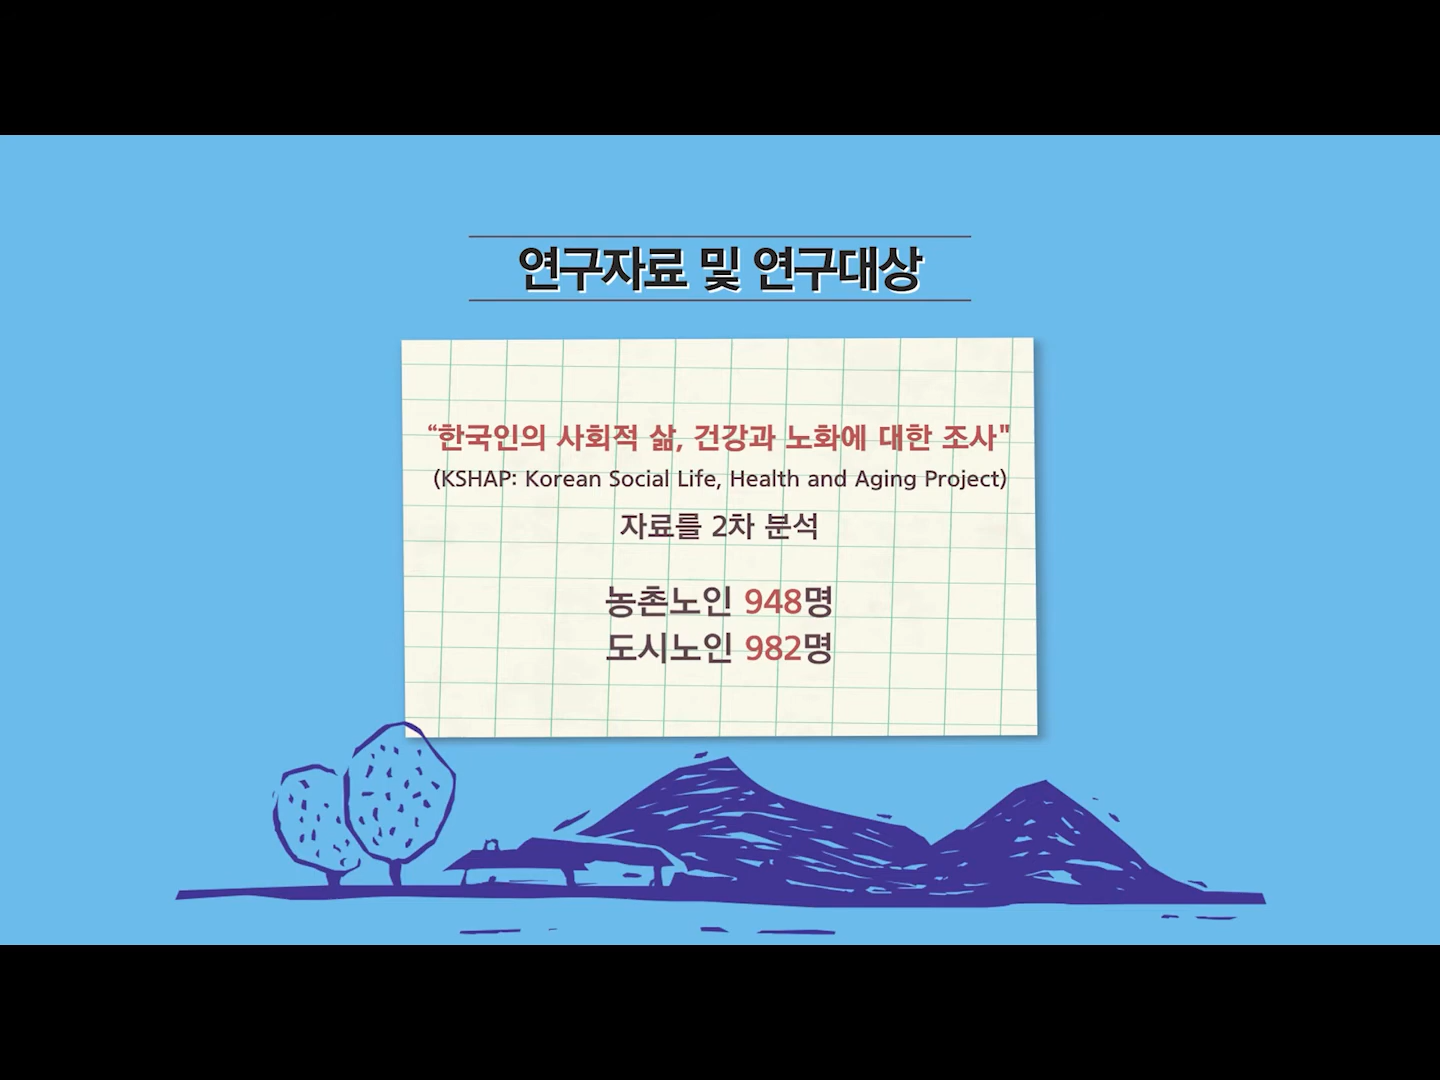 연구자료 및 연구대상
“한국인의 사회적 삶, 건강과 노화에 대한 조사"
(KSHAP: Korean Social Life, Health and Aging Project)
자료를 2차 분석
농촌노인 948명
도시노인 982명